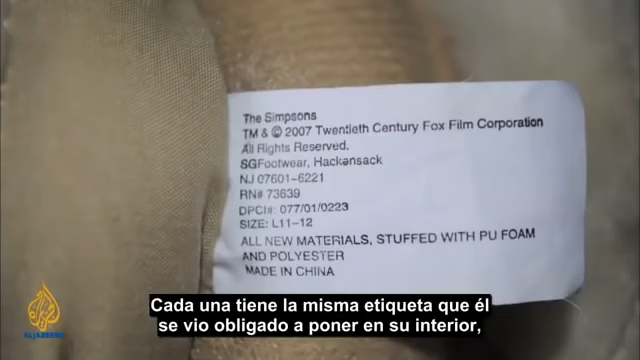 The Simpsons
TM & © 2007 Twentieth Century Fox Film Corporation
All Rights Reserved.
SGFootwear, Hackensack
NJ 07601-6221
RN# 73639
DPCI#: 077/01/0223
SIZE: L11-12
ALL NEW MATERIALS, STUFFED WITH PU FOAM
AND POLYESTER
MADE IN CHINA
ALJAZEERA
Cada una tiene la misma etiqueta que él
se vio obligado a poner en su interior,